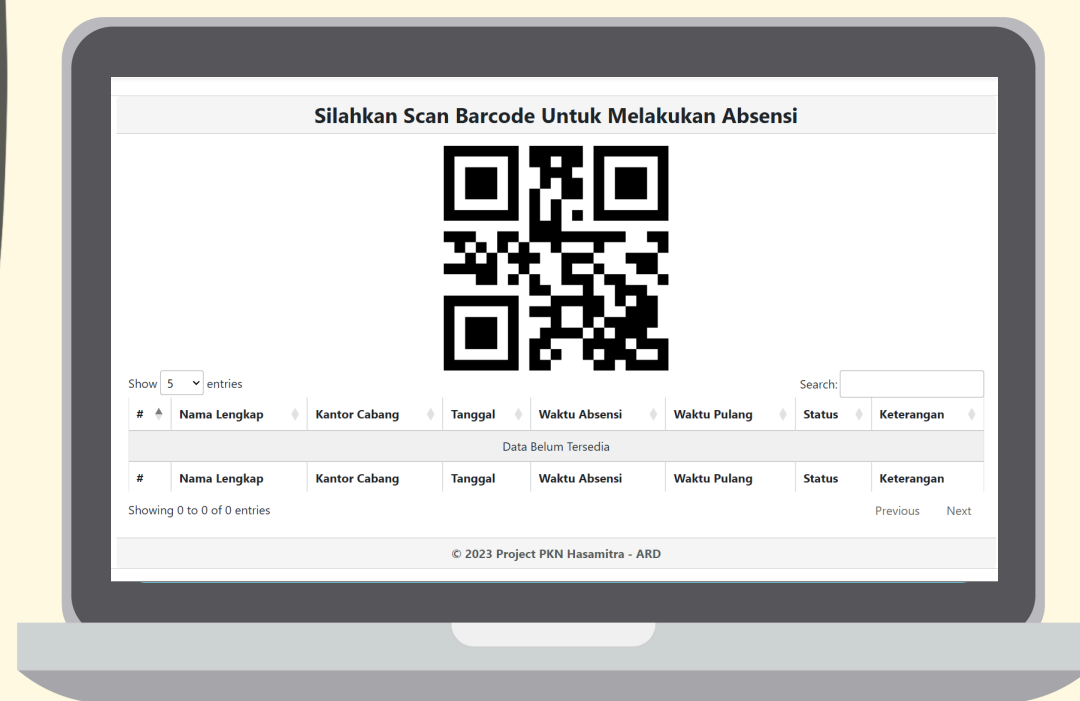 Silahkan Scan Barcode Untuk Melakukan Absensi
Show 5 entries
Search:
# Nama Lengkap Kantor Cabang Tanggal Waktu Absensi Waktu Pulang Status Keterangan
Data Belum Tersedia
# Nama Lengkap Kantor Cabang Tanggal Waktu Absensi Waktu Pulang Status Keterangan
Showing 0 to 0 of 0 entries
Previous Next
© 2023 Project PKN Hasamitra - ARD